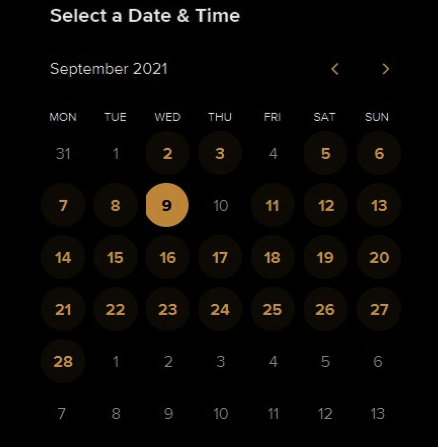 Select a Date & Time
September 2021
MON TUE WED THU FRI SAT SUN
31 1 2 3 4 5 6
7 8 9 10 11 12 13
14 15 16 17 18 19 20
21 22 23 24 25 26 27
28 1 2 3 4 5 6
7 8 9 10 11 12 13